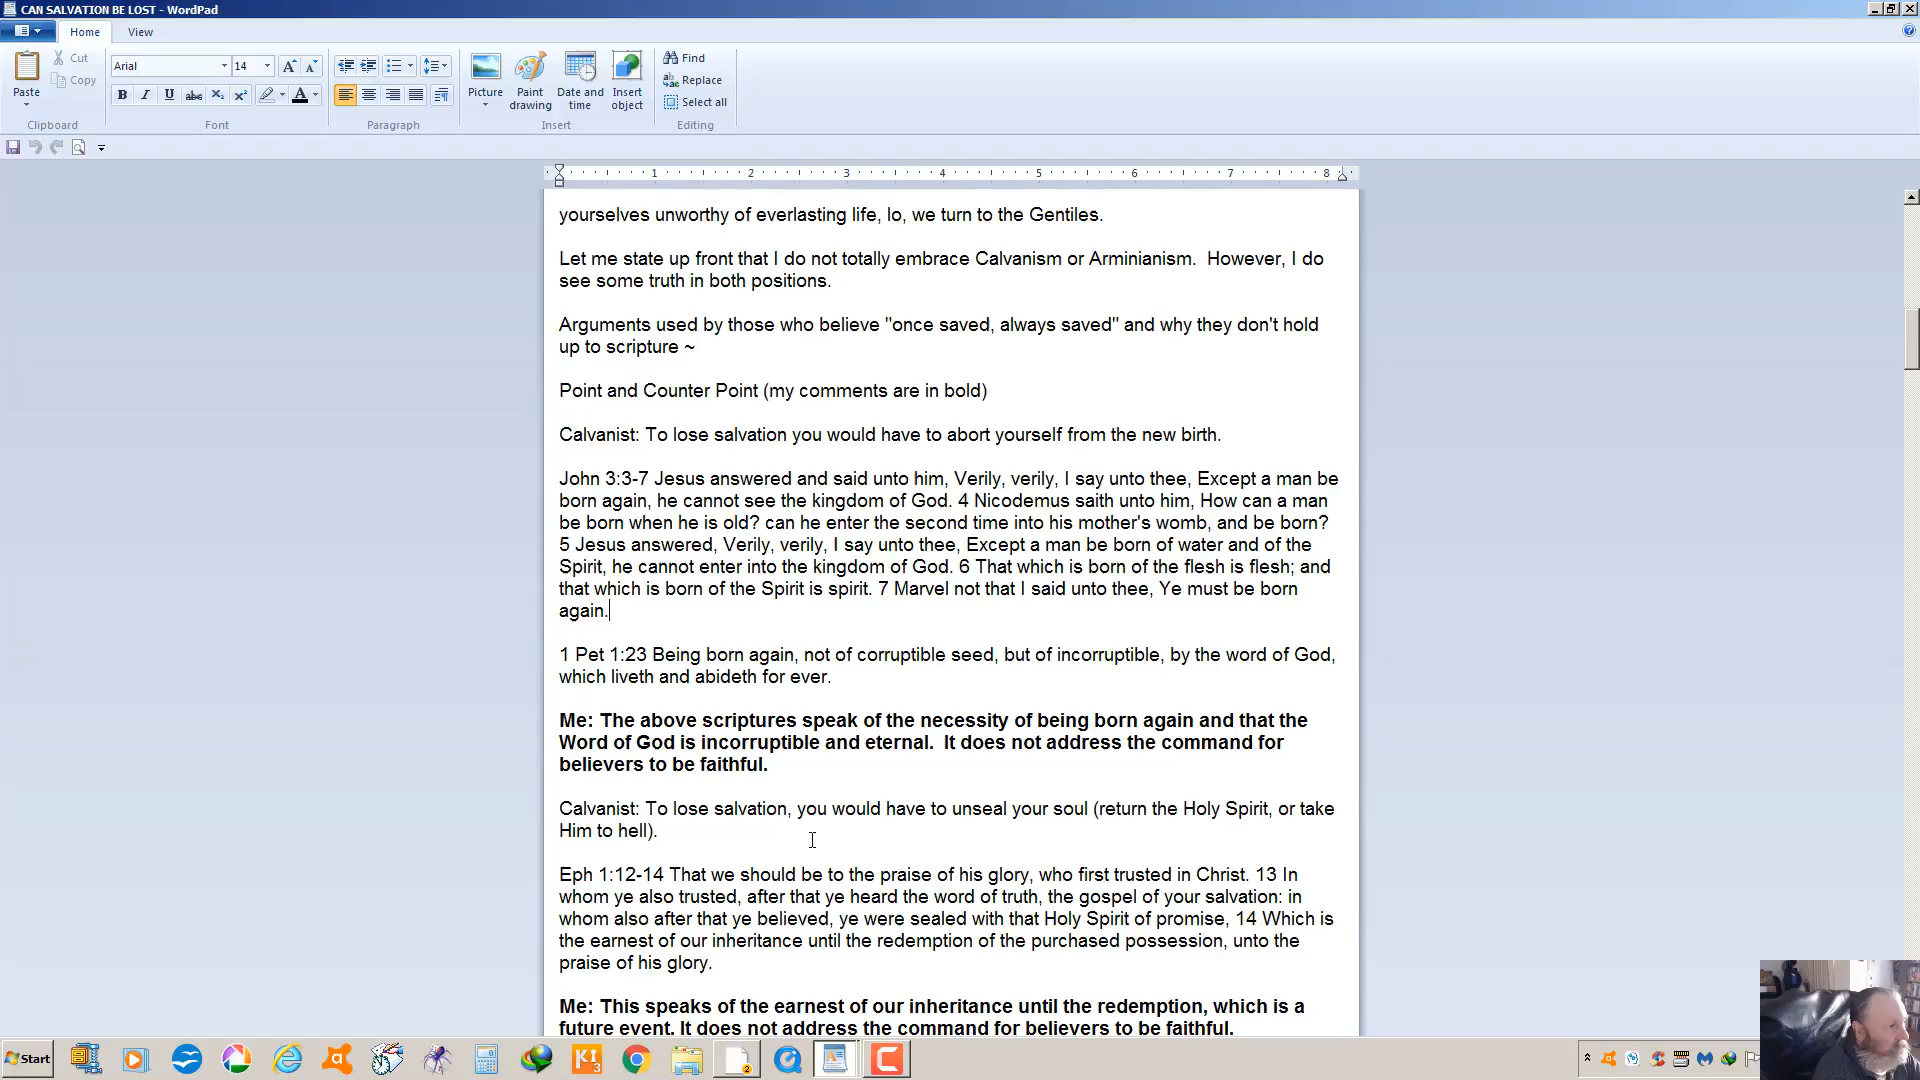 CAN SALVATION BE LOST - WordPad
Home
View
Paste
Cut
Copy
Clipboard
Arial
14
Font
Paragraph
Picture
Paint drawing
Date and time
Insert object
Insert
Find
Replace
Select all
Editing
1 2 3 4 5 6 7 8
yourselves unworthy of everlasting life, lo, we turn to the Gentiles.
Let me state up front that I do not totally embrace Calvanism or Arminianism.  However, I do
see some truth in both positions.
Arguments used by those who believe "once saved, always saved" and why they don't hold
up to scripture ~
Point and Counter Point (my comments are in bold)
Calvanist: To lose salvation you would have to abort yourself from the new birth.
John 3:3-7 Jesus answered and said unto him, Verily, verily, I say unto thee, Except a man be
born again, he cannot see the kingdom of God. 4 Nicodemus saith unto him, How can a man
be born when he is old? can he enter the second time into his mother's womb, and be born?
5 Jesus answered, Verily, verily, I say unto thee, Except a man be born of water and of the
Spirit, he cannot enter into the kingdom of God. 6 That which is born of the flesh is flesh; and
that which is born of the Spirit is spirit. 7 Marvel not that I said unto thee, Ye must be born
again.
1 Pet 1:23 Being born again, not of corruptible seed, but of incorruptible, by the word of God,
which liveth and abideth for ever.
Me: The above scriptures speak of the necessity of being born again and that the
Word of God is incorruptible and eternal.  It does not address the command for
believers to be faithful.
Calvanist: To lose salvation, you would have to unseal your soul (return the Holy Spirit, or take
Him to hell).
Eph 1:12-14 That we should be to the praise of his glory, who first trusted in Christ. 13 In
whom ye also trusted, after that ye heard the word of truth, the gospel of your salvation: in
whom also after that ye believed, ye were sealed with that Holy Spirit of promise, 14 Which is
the earnest of our inheritance until the redemption of the purchased possession, unto the
praise of his glory.
Me: This speaks of the earnest of our inheritance until the redemption, which is a
future event. It does not address the command for believers to be faithful.
Start